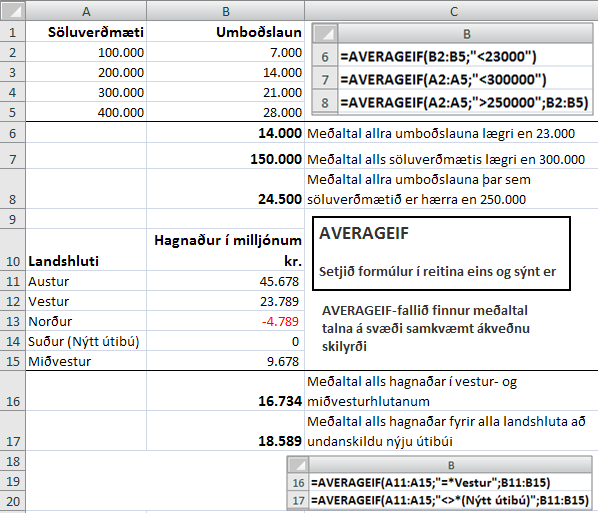 A B C
1 Söluverðmæti Umboðslaun
2 100.000 7.000
3 200.000 14.000
4 300.000 21.000
5 400.000 28.000
B
6 =AVERAGEIF(B2:B5;"<23000")
7 =AVERAGEIF(A2:A5;"<300000")
8 =AVERAGEIF(A2:A5;">250000";B2:B5)
6 14.000 Meðaltal allra umboðslauna lægri en 23.000
7 150.000 Meðaltal alls söluverðmætis lægri en 300.000
Meðaltal allra umboðslauna þar sem
8 24.500 söluverðmætið er hærra en 250.000
9
Hagnaður í milljónum
10 Landshluti kr.
11 Austur 45.678
12 Vestur 23.789
13 Norður -4.789
14 Suður (Nýtt útibú) 0
15 Miðvestur 9.678
AVERAGEIF
Setjið formúlur í reitina eins og sýnt er
AVERAGEIF-fallið finnur meðaltal
talna á svæði samkvæmt ákveðnu
skilyrði
Meðaltal alls hagnaðar í vestur- og
16 16.734 miðvesturhlutanum
Meðaltal alls hagnaðar fyrir alla landshluta að
17 18.589 undanskildu nýju útibúi
18
19
20
B
16 =AVERAGEIF(A11:A15;"=*Vestur";B11:B15)
17 =AVERAGEIF(A11:A15;"<>*(Nýtt útibú)";B11:B15)